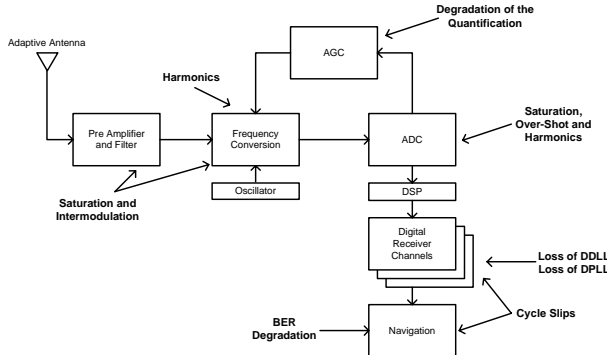 Degradation of the
Quantification
Adaptive Antenna
AGC
Harmonics
Pre Amplifier
and Filter
Frequency
Conversion
ADC
Saturation,
Over-Shot and
Harmonics
Oscillator
DSP
Saturation and
Intermodulation
Digital
Receiver
Channels
Loss of DDLL
Loss of DPLL
BER
Degradation
Navigation
Cycle Slips